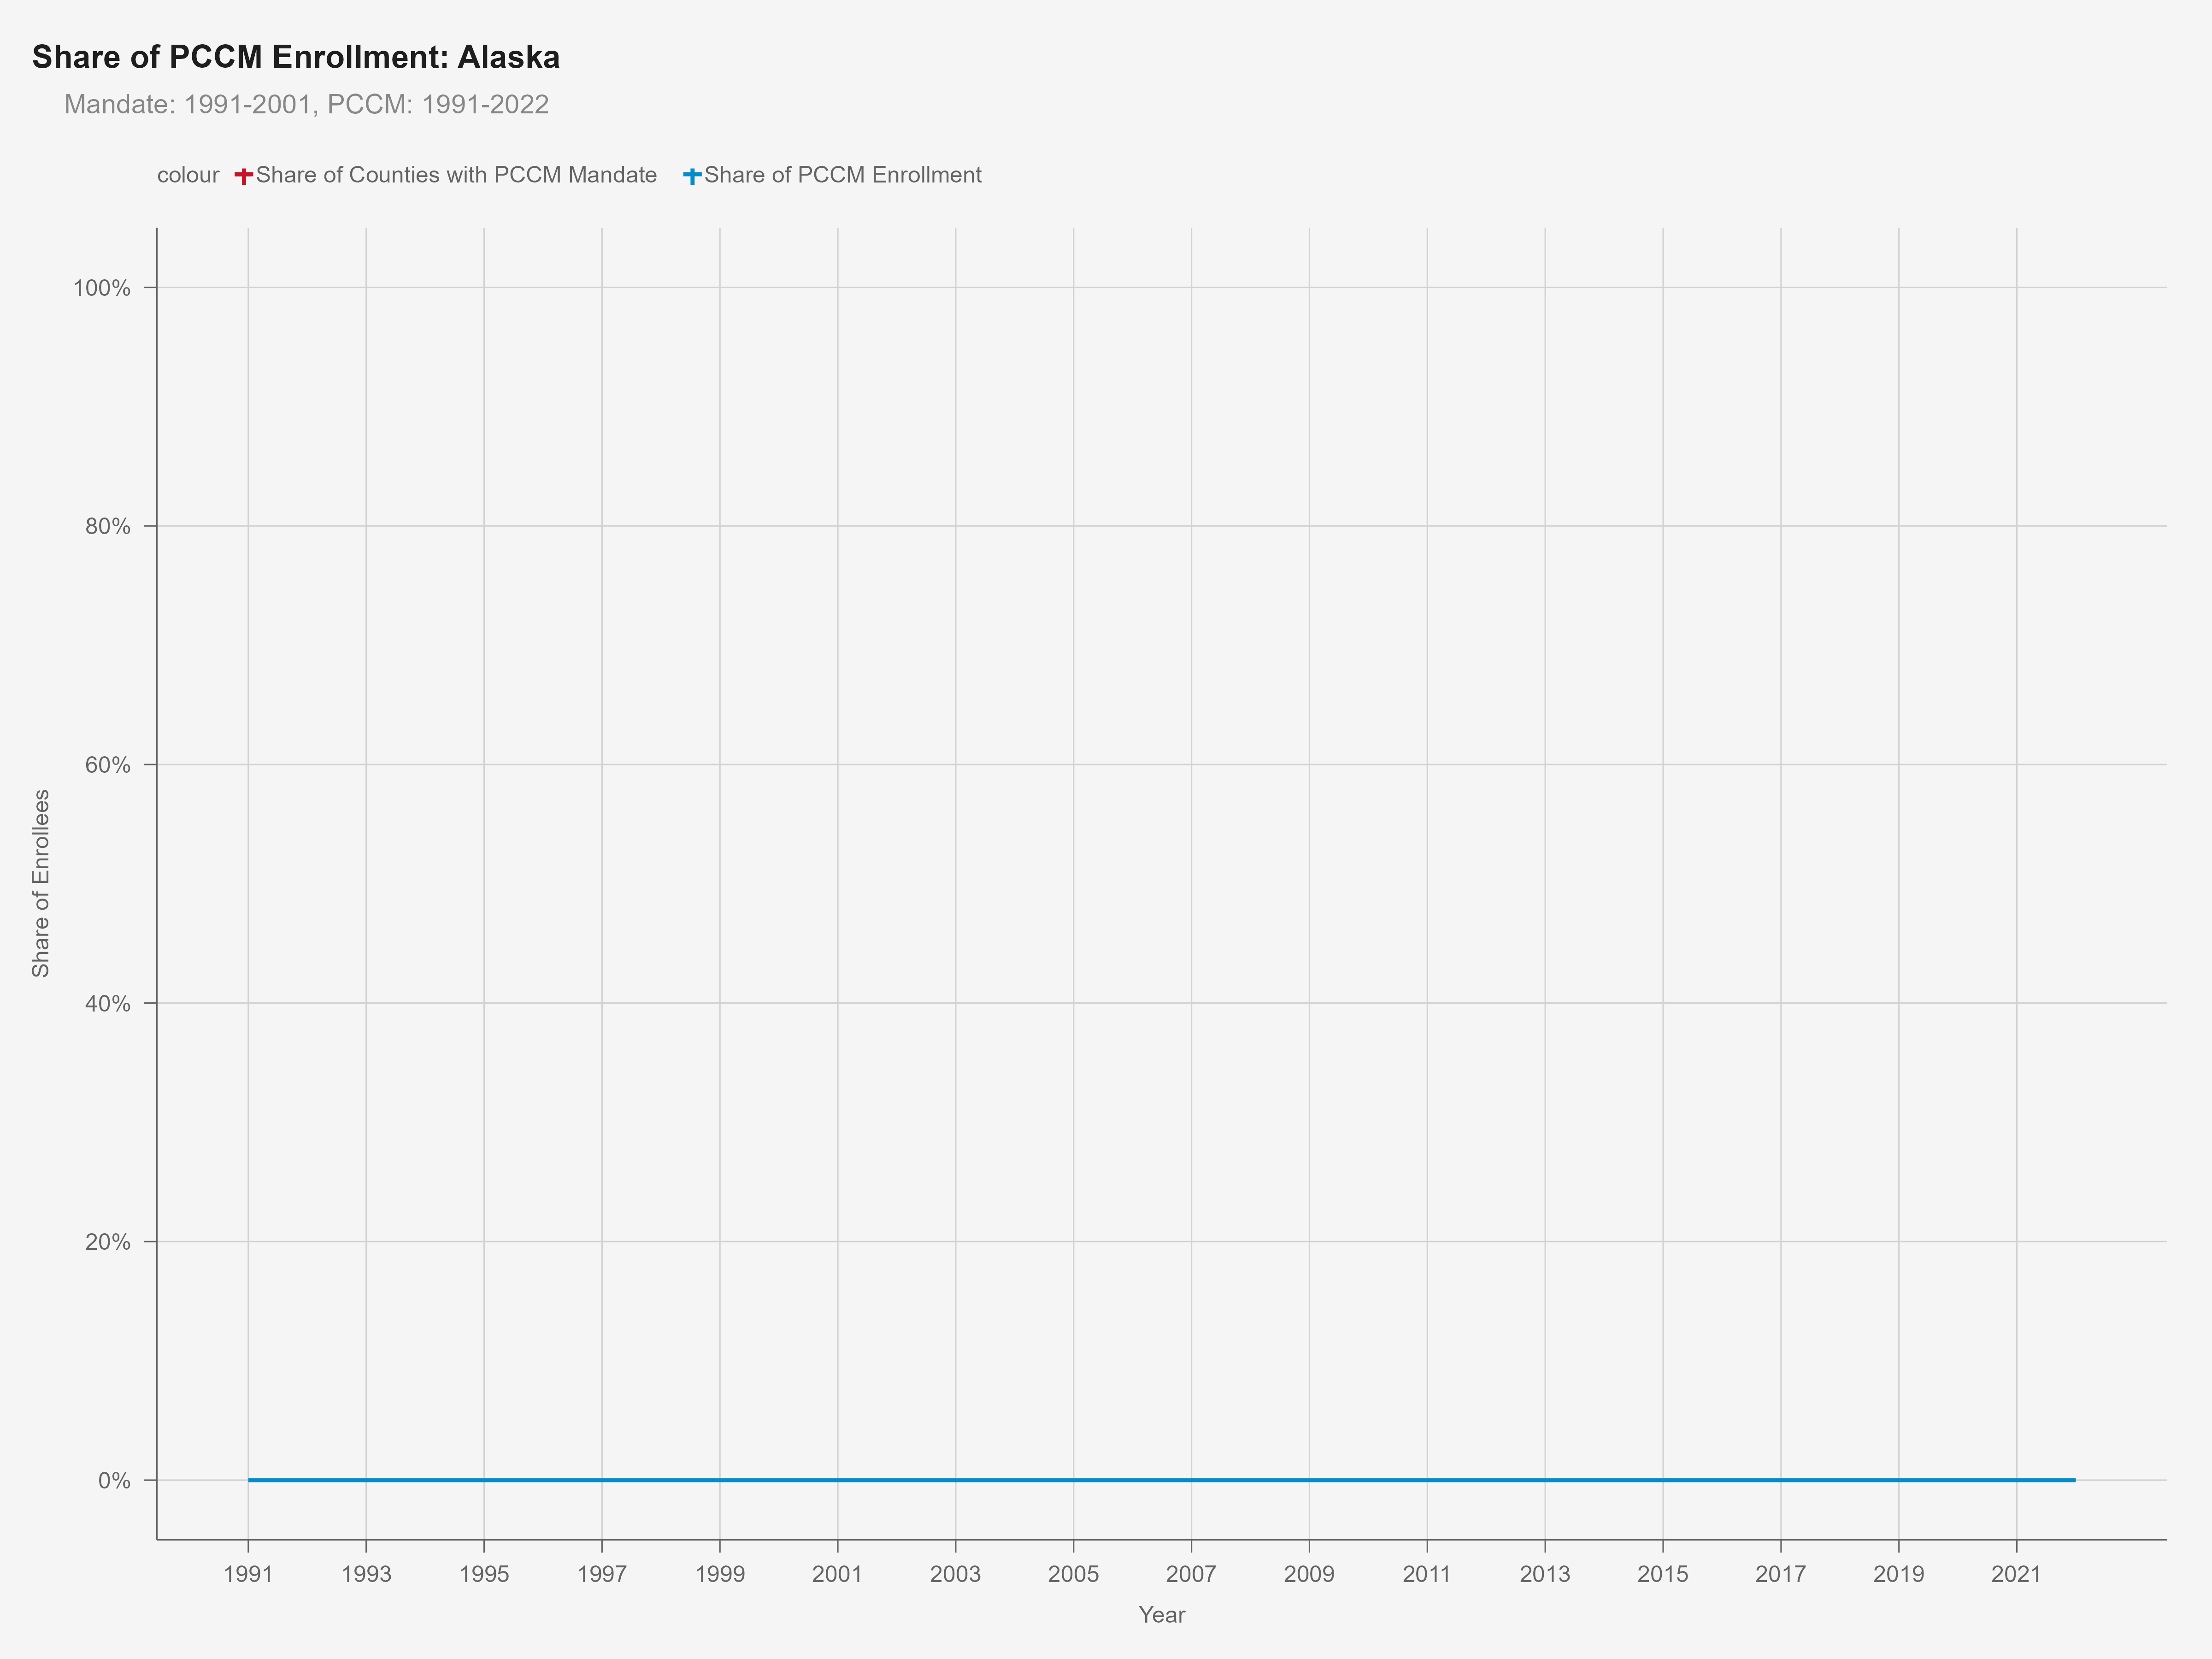 Share of PCCM Enrollment: Alaska
Mandate: 1991-2001, PCCM: 1991-2022
colour Share of Counties with PCCM Mandate Share of PCCM Enrollment
100%
80%
60%
40%
20%
0%
Share of Enrollees
1991 1993 1995 1997 1999 2001 2003 2005 2007 2009 2011 2013 2015 2017 2019 2021
Year